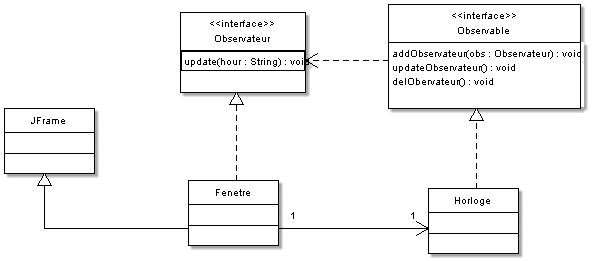 <<interface>>
Observateur
update(hour : String) : void
<<interface>>
Observable
addObservateur(obs : Observateur) : void
updateObservateur() : void
delObervateur() : void
JFrame
Fenetre
1
1
Horloge